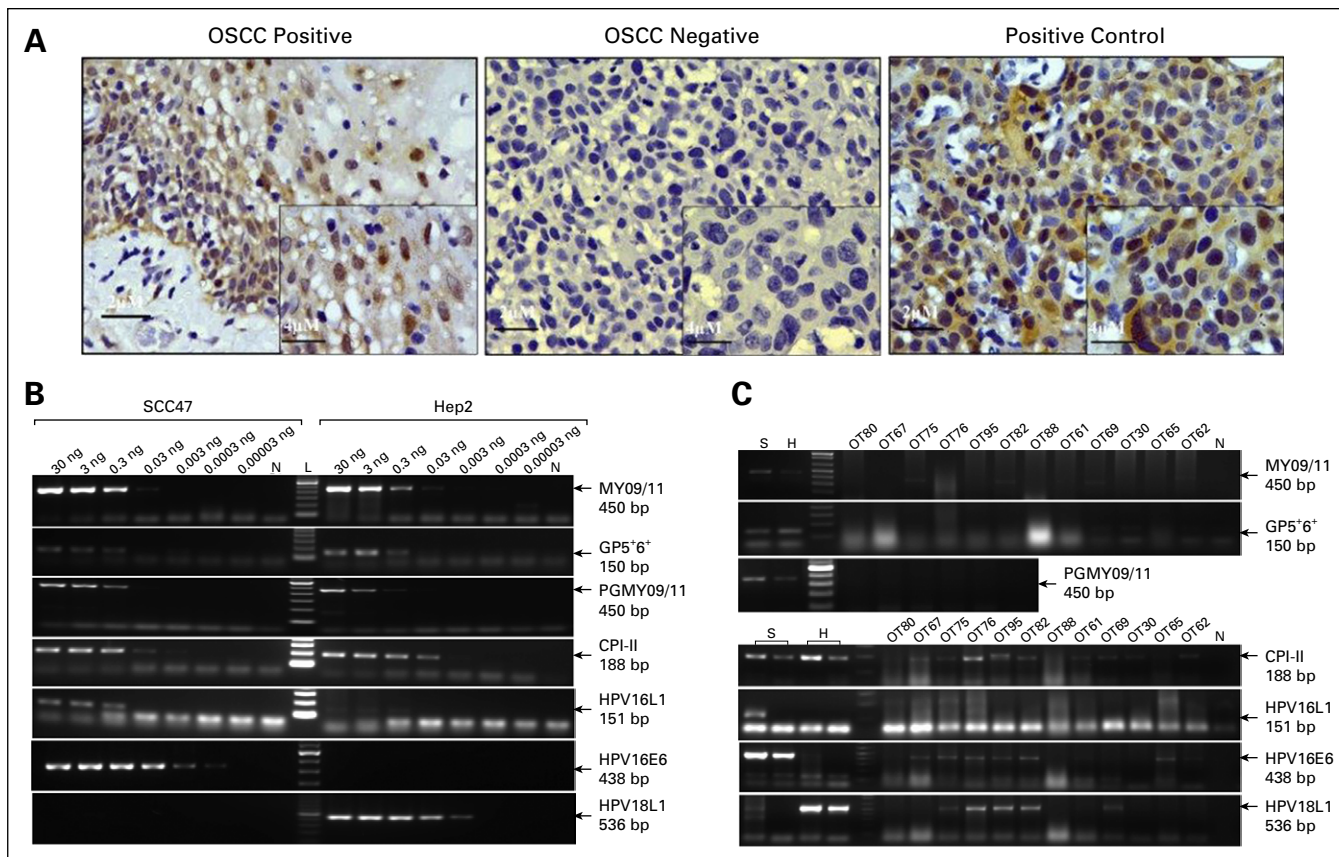 A
OSCC Positive
OSCC Negative
Positive Control
2µM
4µM
2µM
4µM
2µM
4µM
B
SCC47
Hep2
30 ng
3 ng
0.3 ng
0.03 ng
0.003 ng
0.0003 ng
0.00003 ng
N
L
30 ng
3 ng
0.3 ng
0.03 ng
0.003 ng
0.0003 ng
0.00003 ng
N
MY09/11
450 bp
GP5+6+
150 bp
PGMY09/11
450 bp
CPI-II
188 bp
HPV16L1
151 bp
HPV16E6
438 bp
HPV18L1
536 bp
C
S
H
OT80
OT67
OT75
OT76
OT95
OT82
OT88
OT61
OT69
OT30
OT65
OT62
N
MY09/11
450 bp
GP5+6+
150 bp
PGMY09/11
450 bp
S
H
OT80
OT67
OT75
OT76
OT95
OT82
OT88
OT61
OT69
OT30
OT65
OT62
N
CPI-II
188 bp
HPV16L1
151 bp
HPV16E6
438 bp
HPV18L1
536 bp